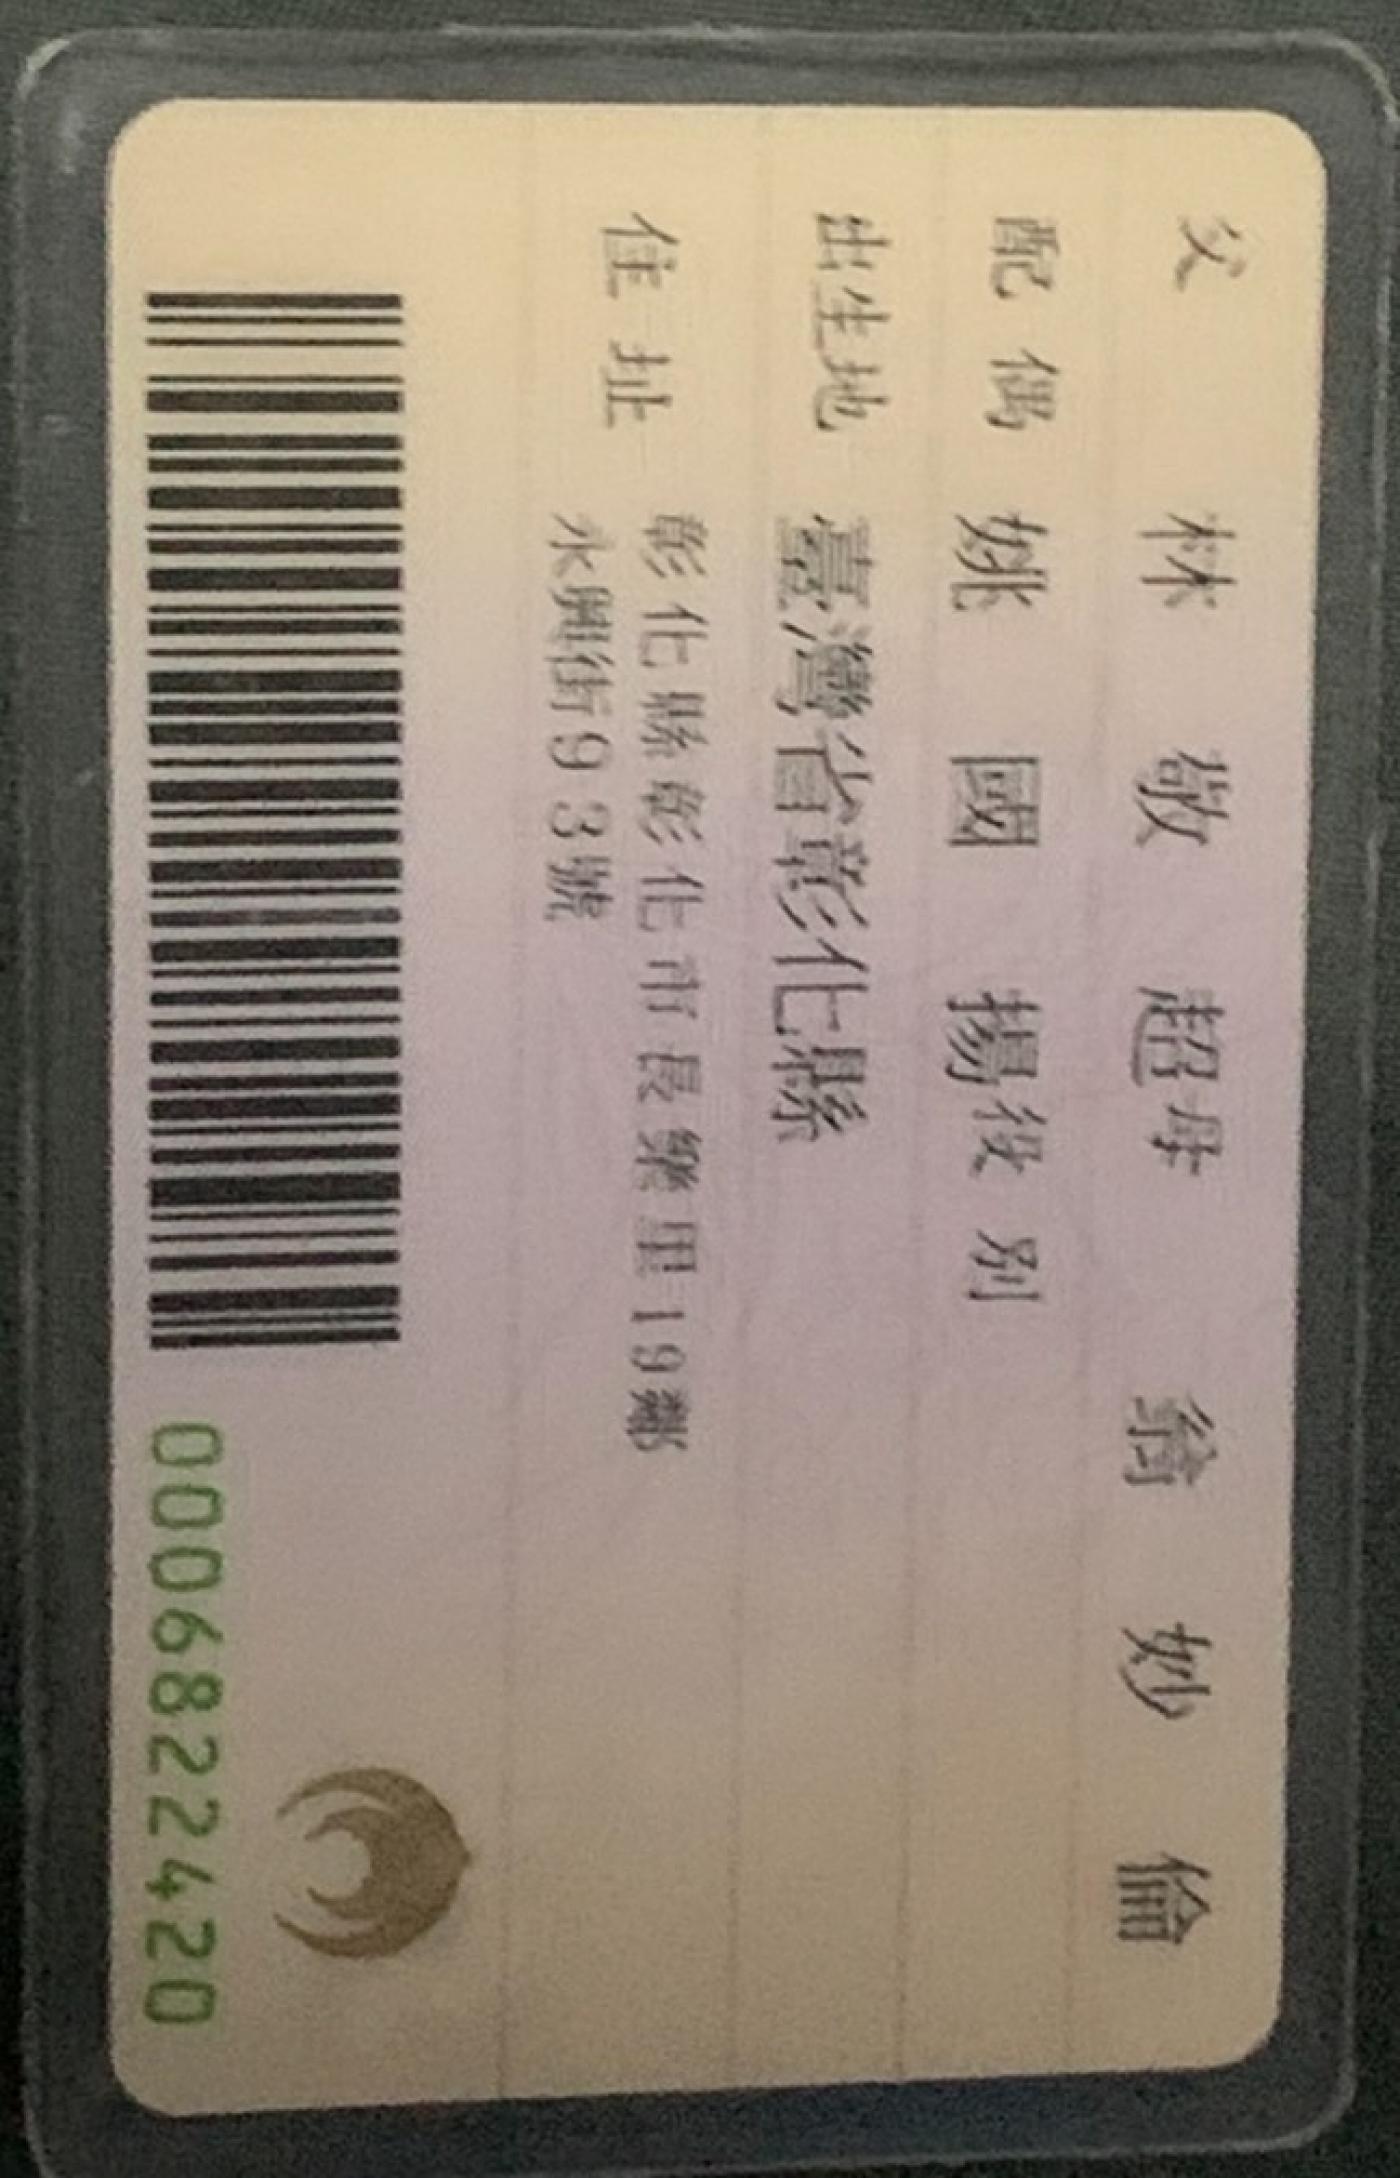 父 林敬超 母 翁妙倫
配偶 姚國揚 役別
出生地 臺灣省彰化縣
住址 彰化縣彰化市長樂里19鄰
永興街93號
0006822420